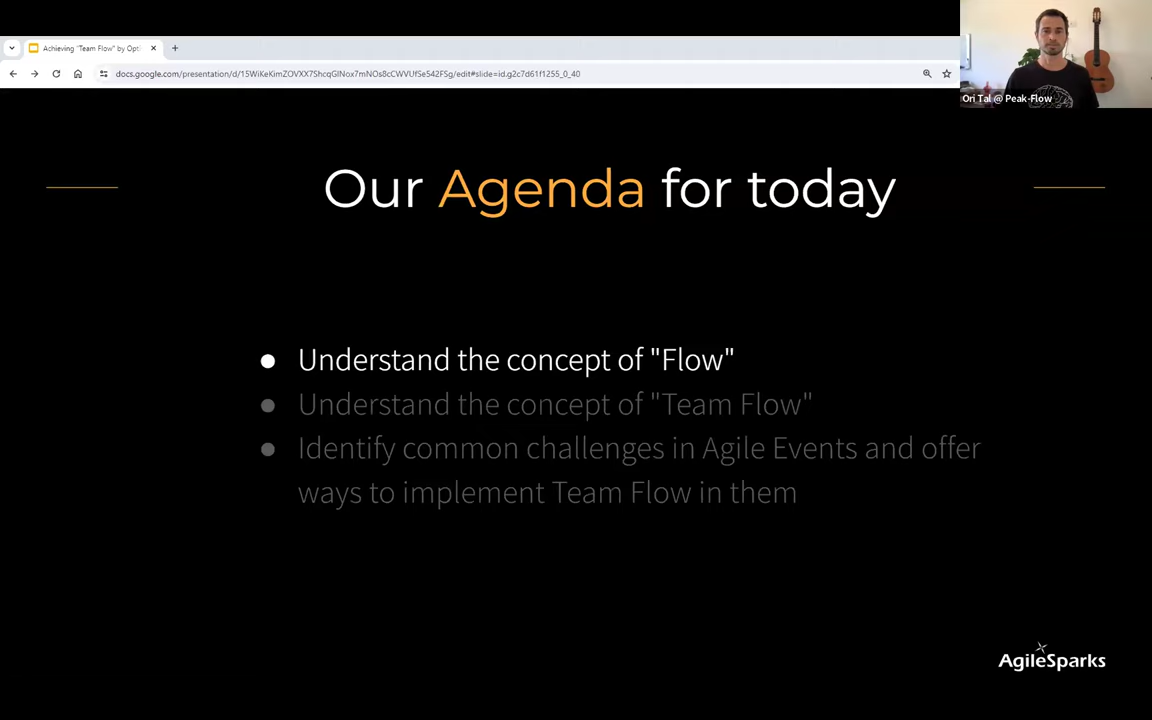 Achieving "Team Flow" by Opti
docs.google.com/presentation/d/15WiKeKimZOVXX7ShcqGINox7mNOs8cCWVUfSe542FSg/edit#slide=id.g2c7d61f1255_0_40
Ori Tal @ Peak-Flow
Our Agenda for today
● Understand the concept of "Flow"
● Understand the concept of "Team Flow"
● Identify common challenges in Agile Events and offer
ways to implement Team Flow in them
AgileSparks